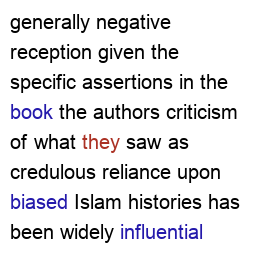 generally negative
reception given the
specific assertions in the
book the authors criticism
of what they saw as
credulous reliance upon
biased Islam histories has
been widely influential